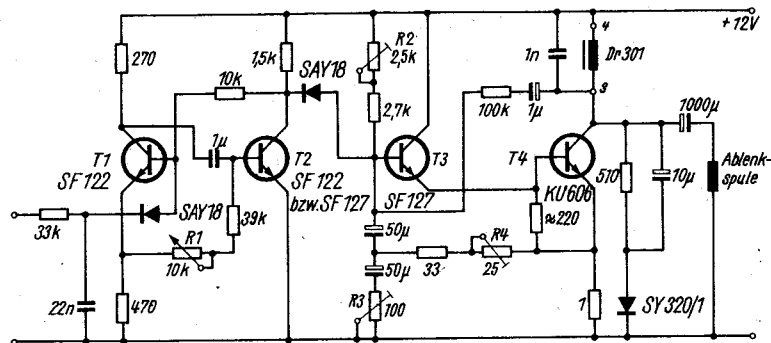 +12V
4
R2
2,5k
1n
Dr301
270
1,5k
SAY18
10k
3
2,7k
100k
1µ
1000µ
1µ
T1
SF122
T2
SF122
bzw. SF127
T3
SF127
T4
KU606
510
10µ
Ablenk-
spule
SAY18
39k
≈220
33k
R1
10k
50µ
33
R4
25
50µ
22n
470
R3
100
1
SY320/1